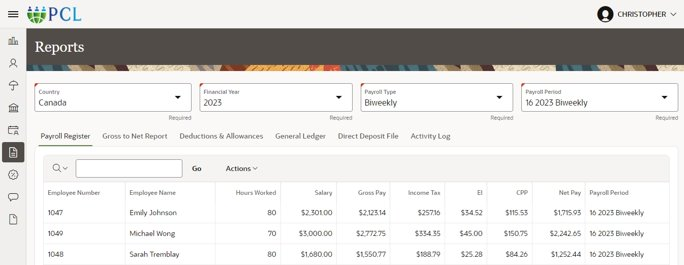 PCL
CHRISTOPHER
Reports
Country
Canada
Required
Financial Year
2023
Required
Payroll Type
Biweekly
Required
Payroll Period
16 2023 Biweekly
Required
Payroll Register Gross to Net Report Deductions & Allowances General Ledger Direct Deposit File Activity Log
Go Actions
Employee Number Employee Name Hours Worked Salary Gross Pay Income Tax EI CPP Net Pay Payroll Period
1047 Emily Johnson 80 $2,301.00 $2,123.14 $257.16 $34.52 $115.53 $1,715.93 16 2023 Biweekly
1049 Michael Wong 70 $3,000.00 $2,772.75 $334.35 $45.00 $150.75 $2,242.65 16 2023 Biweekly
1048 Sarah Tremblay 80 $1,680.00 $1,550.77 $188.79 $25.28 $84.26 $1,252.44 16 2023 Biweekly